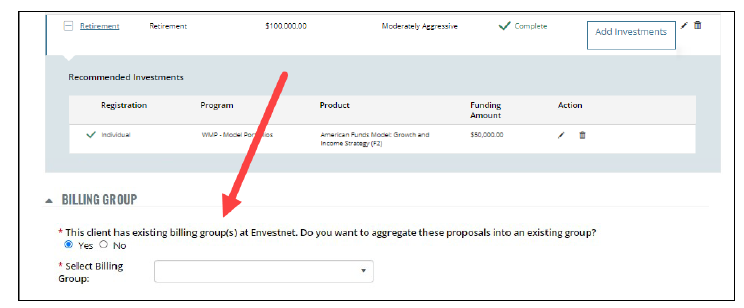 Retirement Retirement $100,000.00 Moderately Aggressive Complete Add Investments
Recommended Investments
Registration Program Product Funding Amount Action
Individual WMP - Model Portfolios American Funds Model: Growth and Income Strategy (F2) $50,000.00
BILLING GROUP
* This client has existing billing group(s) at Envestnet. Do you want to aggregate these proposals into an existing group?
Yes No
* Select Billing
Group: